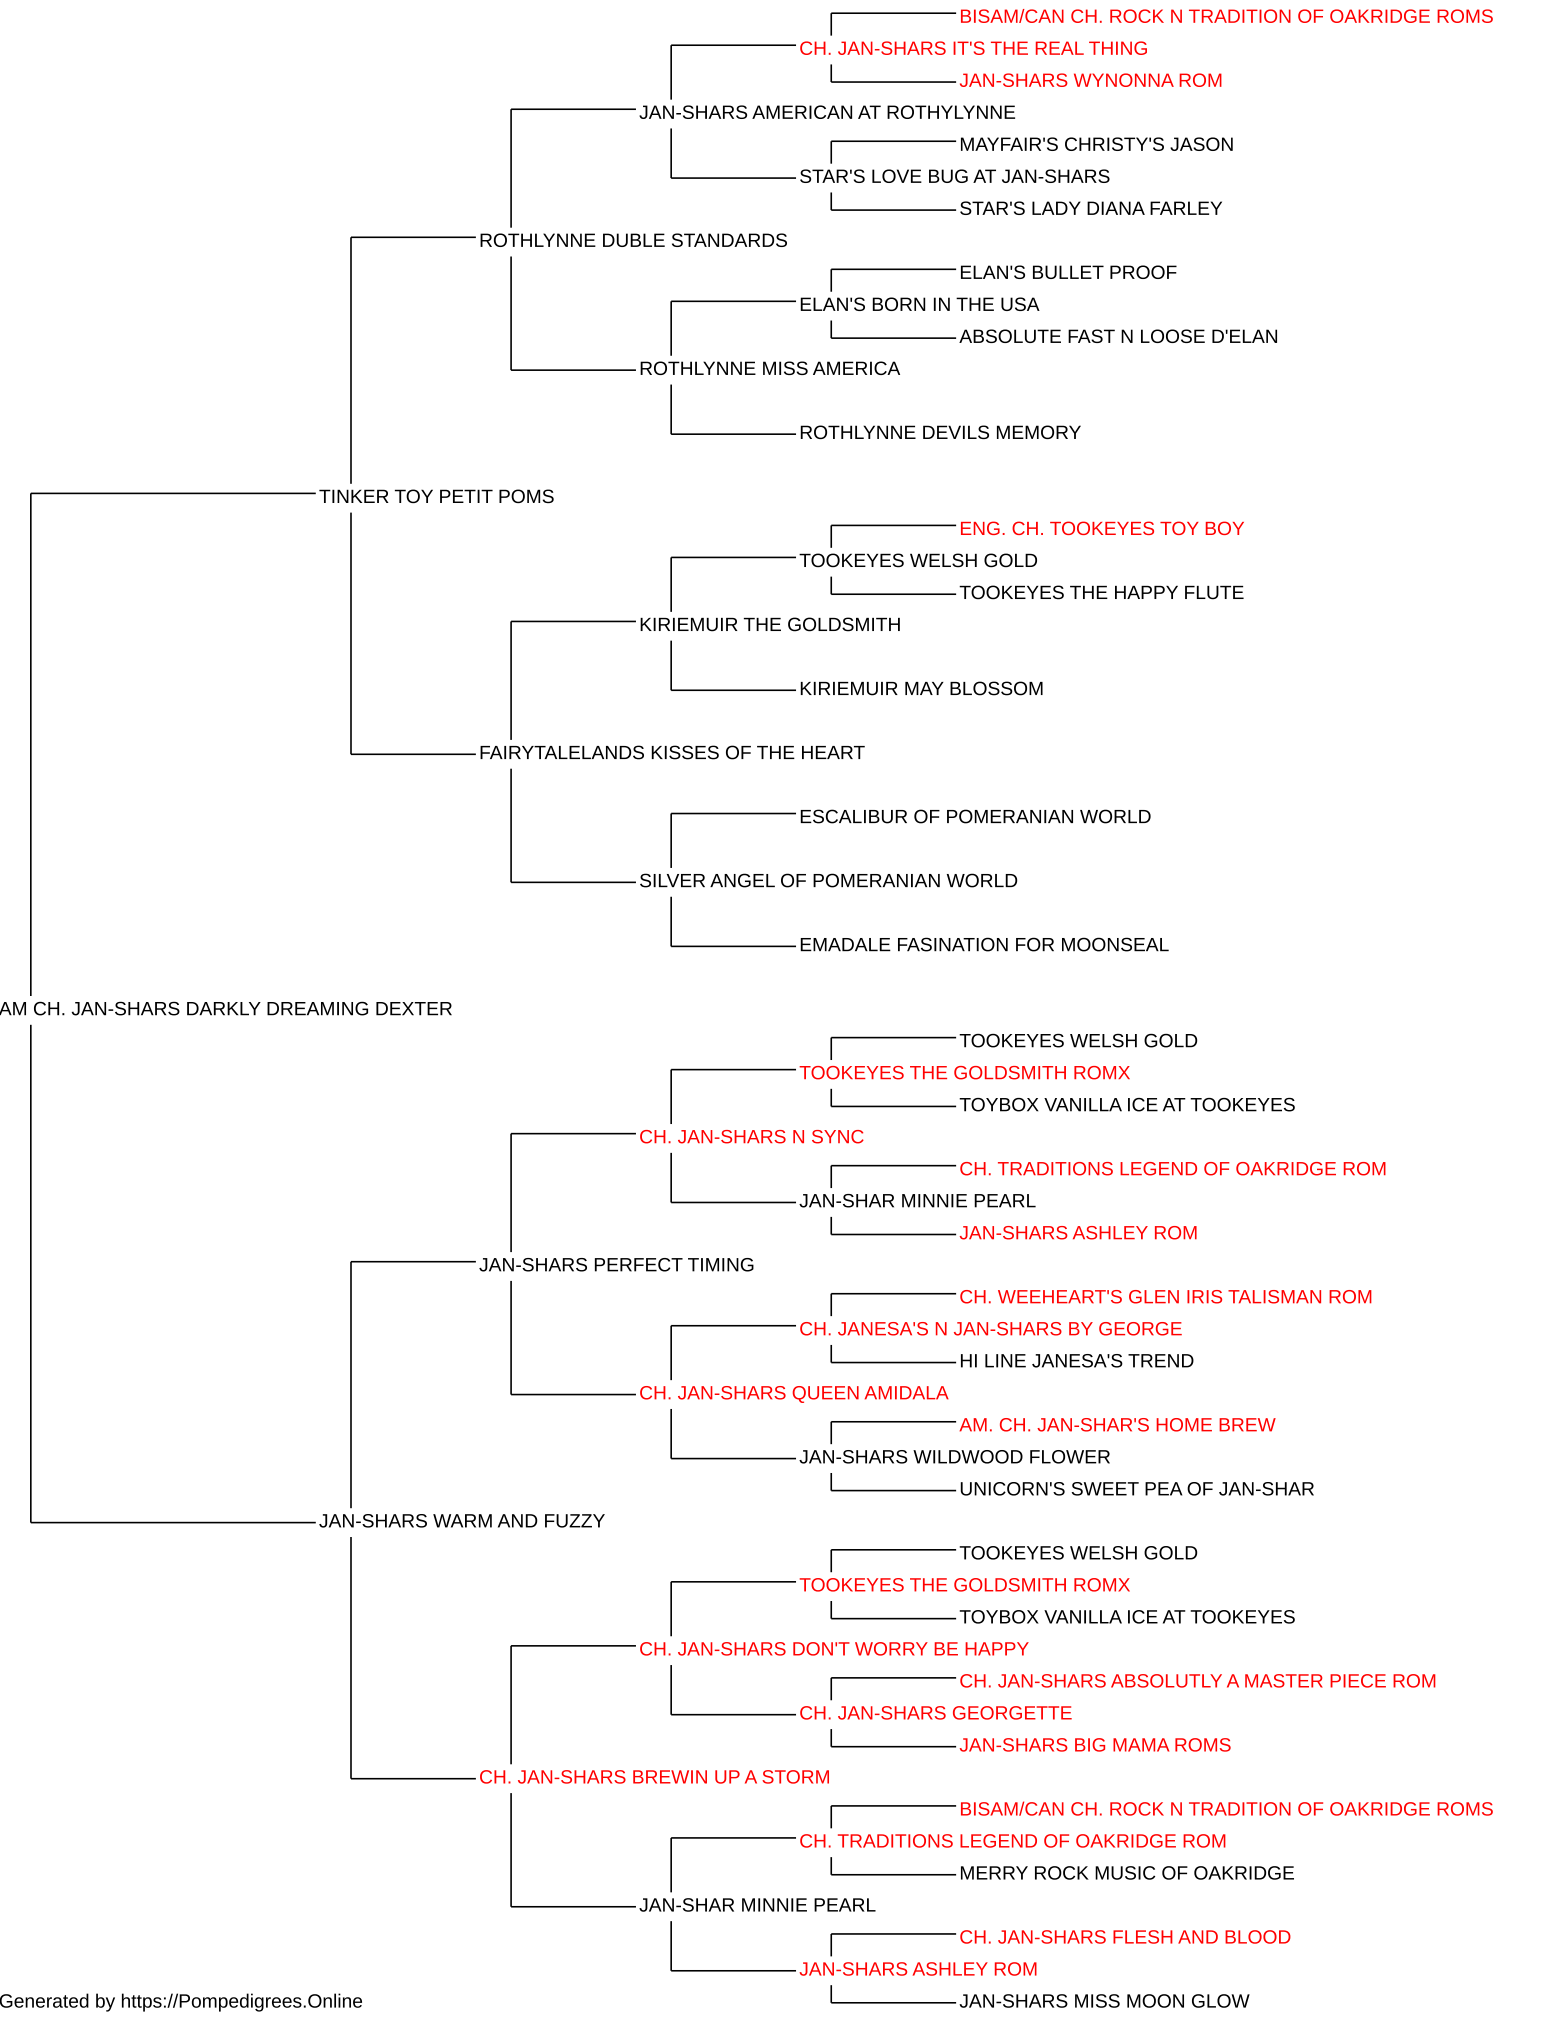 BISAM/CAN CH. ROCK N TRADITION OF OAKRIDGE ROMS
CH. JAN-SHARS IT'S THE REAL THING
JAN-SHARS WYNONNA ROM
JAN-SHARS AMERICAN AT ROTHYLYNNE
MAYFAIR'S CHRISTY'S JASON
STAR'S LOVE BUG AT JAN-SHARS
STAR'S LADY DIANA FARLEY
ROTHLYNNE DUBLE STANDARDS
ELAN'S BULLET PROOF
ELAN'S BORN IN THE USA
ABSOLUTE FAST N LOOSE D'ELAN
ROTHLYNNE MISS AMERICA
ROTHLYNNE DEVILS MEMORY
TINKER TOY PETIT POMS
ENG. CH. TOOKEYES TOY BOY
TOOKEYES WELSH GOLD
TOOKEYES THE HAPPY FLUTE
KIRIEMUIR THE GOLDSMITH
KIRIEMUIR MAY BLOSSOM
FAIRYTALELANDS KISSES OF THE HEART
ESCALIBUR OF POMERANIAN WORLD
SILVER ANGEL OF POMERANIAN WORLD
EMADALE FASINATION FOR MOONSEAL
AM CH. JAN-SHARS DARKLY DREAMING DEXTER
TOOKEYES WELSH GOLD
TOOKEYES THE GOLDSMITH ROMX
TOYBOX VANILLA ICE AT TOOKEYES
CH. JAN-SHARS N SYNC
CH. TRADITIONS LEGEND OF OAKRIDGE ROM
JAN-SHAR MINNIE PEARL
JAN-SHARS ASHLEY ROM
JAN-SHARS PERFECT TIMING
CH. WEEHEART'S GLEN IRIS TALISMAN ROM
CH. JANESA'S N JAN-SHARS BY GEORGE
HI LINE JANESA'S TREND
CH. JAN-SHARS QUEEN AMIDALA
AM. CH. JAN-SHAR'S HOME BREW
JAN-SHARS WILDWOOD FLOWER
UNICORN'S SWEET PEA OF JAN-SHAR
JAN-SHARS WARM AND FUZZY
TOOKEYES WELSH GOLD
TOOKEYES THE GOLDSMITH ROMX
TOYBOX VANILLA ICE AT TOOKEYES
CH. JAN-SHARS DON'T WORRY BE HAPPY
CH. JAN-SHARS ABSOLUTLY A MASTER PIECE ROM
CH. JAN-SHARS GEORGETTE
JAN-SHARS BIG MAMA ROMS
CH. JAN-SHARS BREWIN UP A STORM
BISAM/CAN CH. ROCK N TRADITION OF OAKRIDGE ROMS
CH. TRADITIONS LEGEND OF OAKRIDGE ROM
MERRY ROCK MUSIC OF OAKRIDGE
JAN-SHAR MINNIE PEARL
CH. JAN-SHARS FLESH AND BLOOD
JAN-SHARS ASHLEY ROM
JAN-SHARS MISS MOON GLOW
Generated by https://Pompedigrees.Online